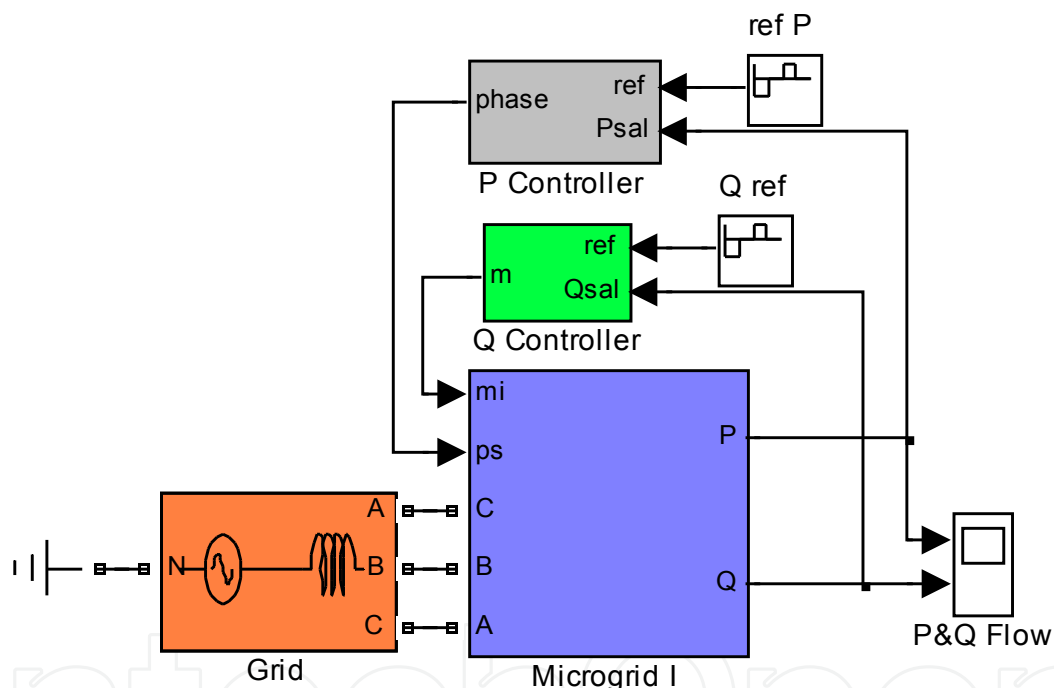 ref P
phase
ref
Psal
P Controller
Q ref
m
ref
Qsal
Q Controller
mi
ps
C
B
A
P
Q
Microgrid I
N
A
B
C
Grid
P&Q Flow